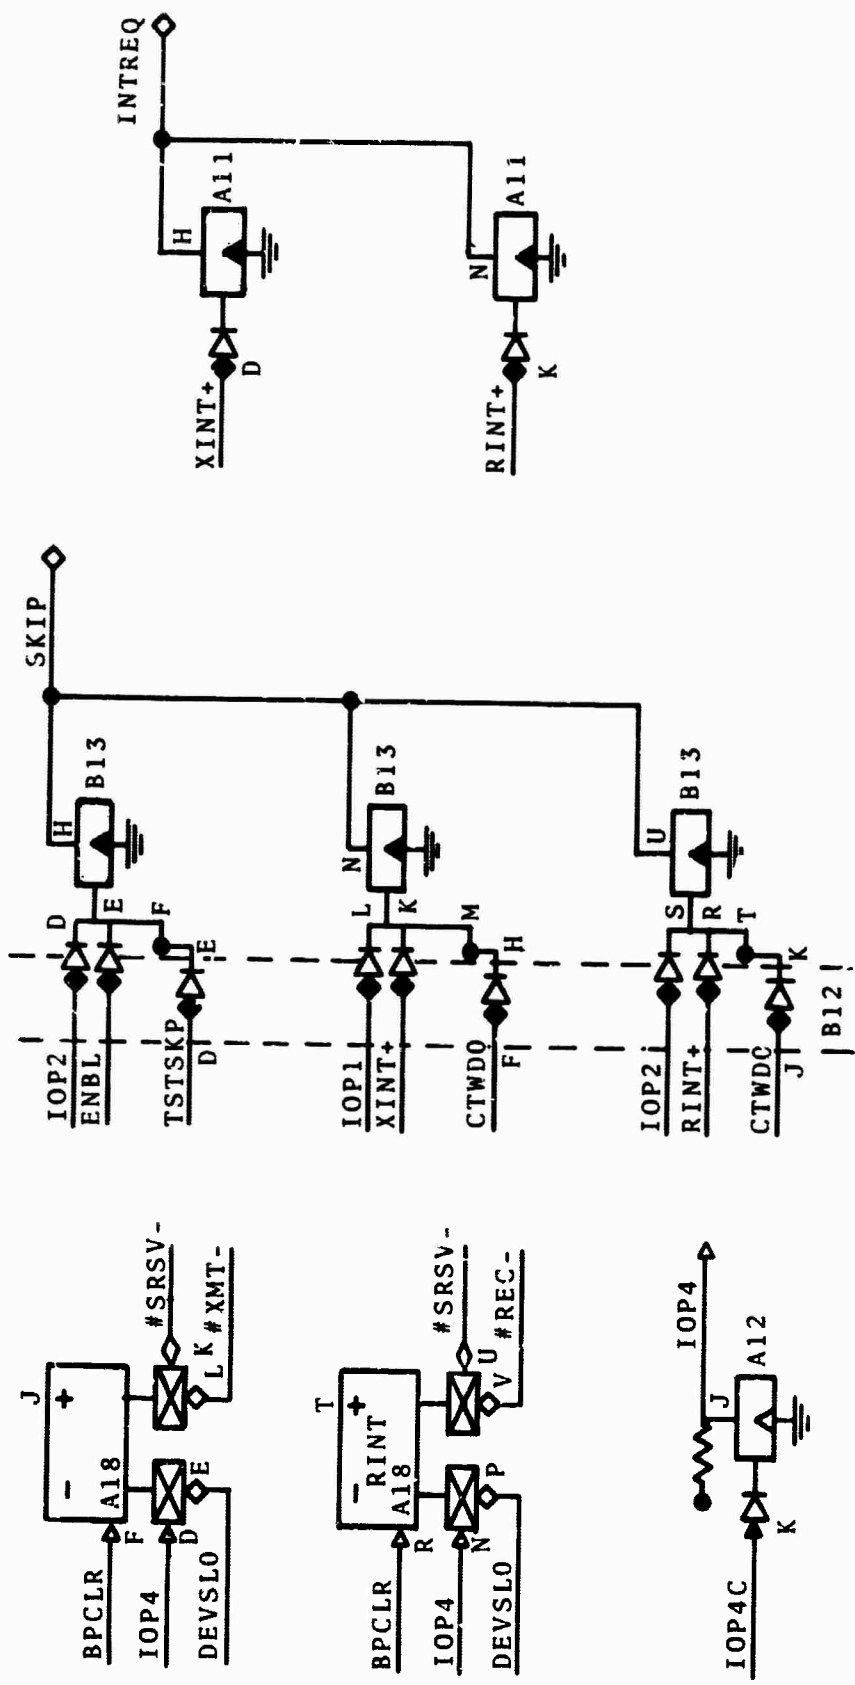 J
- +
A18
BPCLR
F
IOP4
D
DEVSLO
E
#SRSV-
K
L
#XMT-
T
- +
RINT
A18
BPCLR
R
IOP4
N
DEVSLO
P
#SRSV-
U
V
#REC-
IOP4
J
A12
IOP4C
K
SKIP
IOP2
D
H
B13
ENBL
E
F
TSTSKP
D
E
IOP1
L
N
B13
XINT+
K
M
CTWDO
F
H
IOP2
S
U
B13
RINT+
R
T
CTWDC
J
K
B12
INTREQ
H
A11
XINT+
D
N
A11
RINT+
K